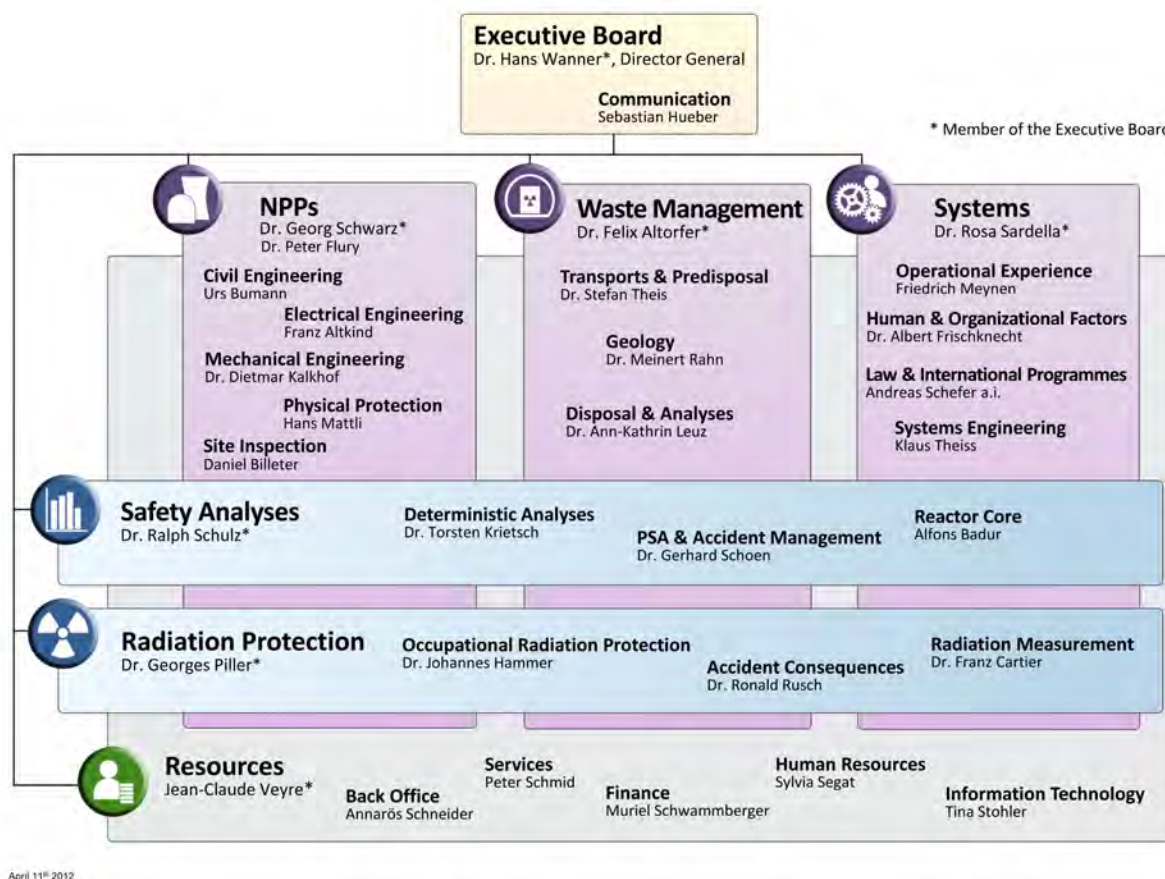 Executive Board
Dr. Hans Wanner*, Director General
Communication
Sebastian Hueber
* Member of the Executive Board
NPPs
Dr. Georg Schwarz*
Dr. Peter Flury
Civil Engineering
Urs Bumann
Electrical Engineering
Franz Altkind
Mechanical Engineering
Dr. Dietmar Kalkhof
Physical Protection
Hans Mattli
Site Inspection
Daniel Billeter
Waste Management
Dr. Felix Altorfer*
Transports & Predisposal
Dr. Stefan Theis
Geology
Dr. Meinert Rahn
Disposal & Analyses
Dr. Ann-Kathrin Leuz
Systems
Dr. Rosa Sardella*
Operational Experience
Friedrich Meynen
Human & Organizational Factors
Dr. Albert Frischknecht
Law & International Programmes
Andreas Schefer a.i.
Systems Engineering
Klaus Theiss
Safety Analyses
Dr. Ralph Schulz*
Deterministic Analyses
Dr. Torsten Krietsch
PSA & Accident Management
Dr. Gerhard Schoen
Reactor Core
Alfons Badur
Radiation Protection
Dr. Georges Piller*
Occupational Radiation Protection
Dr. Johannes Hammer
Accident Consequences
Dr. Ronald Rusch
Radiation Measurement
Dr. Franz Cartier
Resources
Jean-Claude Veyre*
Back Office
Annarös Schneider
Services
Peter Schmid
Finance
Muriel Schwammberger
Human Resources
Sylvia Segat
Information Technology
Tina Stohler
April 11st 2012